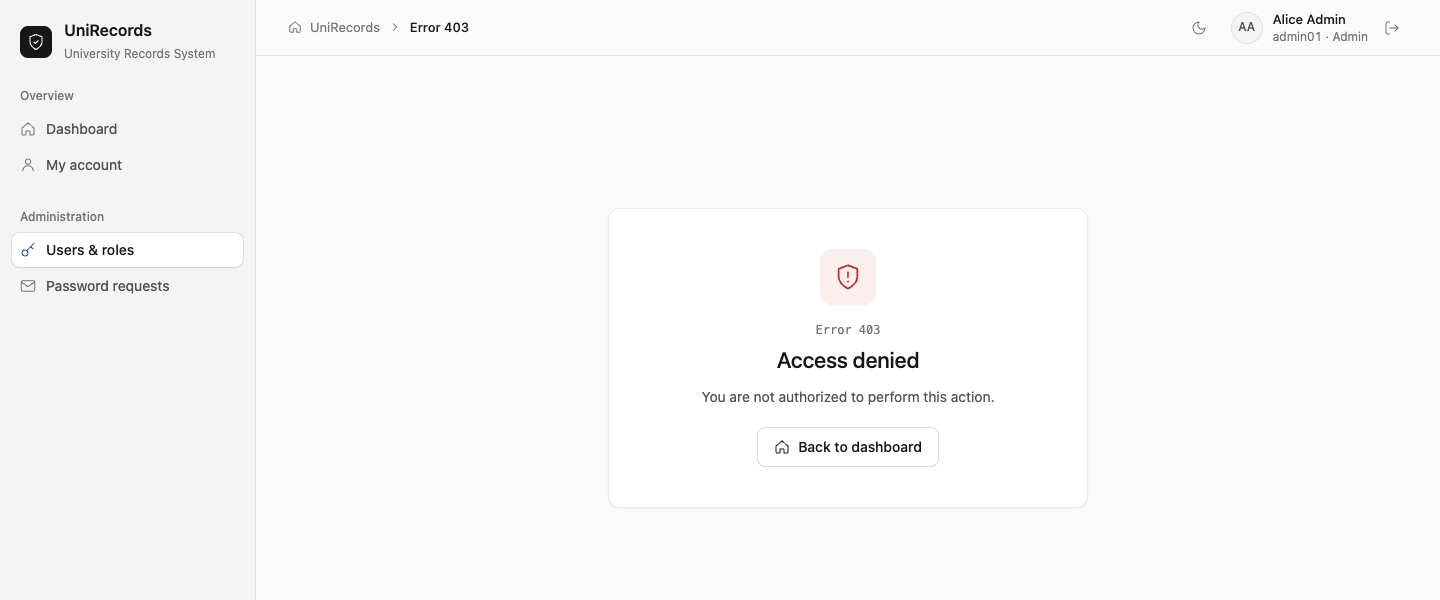 UniRecords
University Records System
Overview
Dashboard
My account
Administration
Users & roles
Password requests
UniRecords
Error 403
AA
Alice Admin
admin01 · Admin
Error 403
Access denied
You are not authorized to perform this action.
Back to dashboard